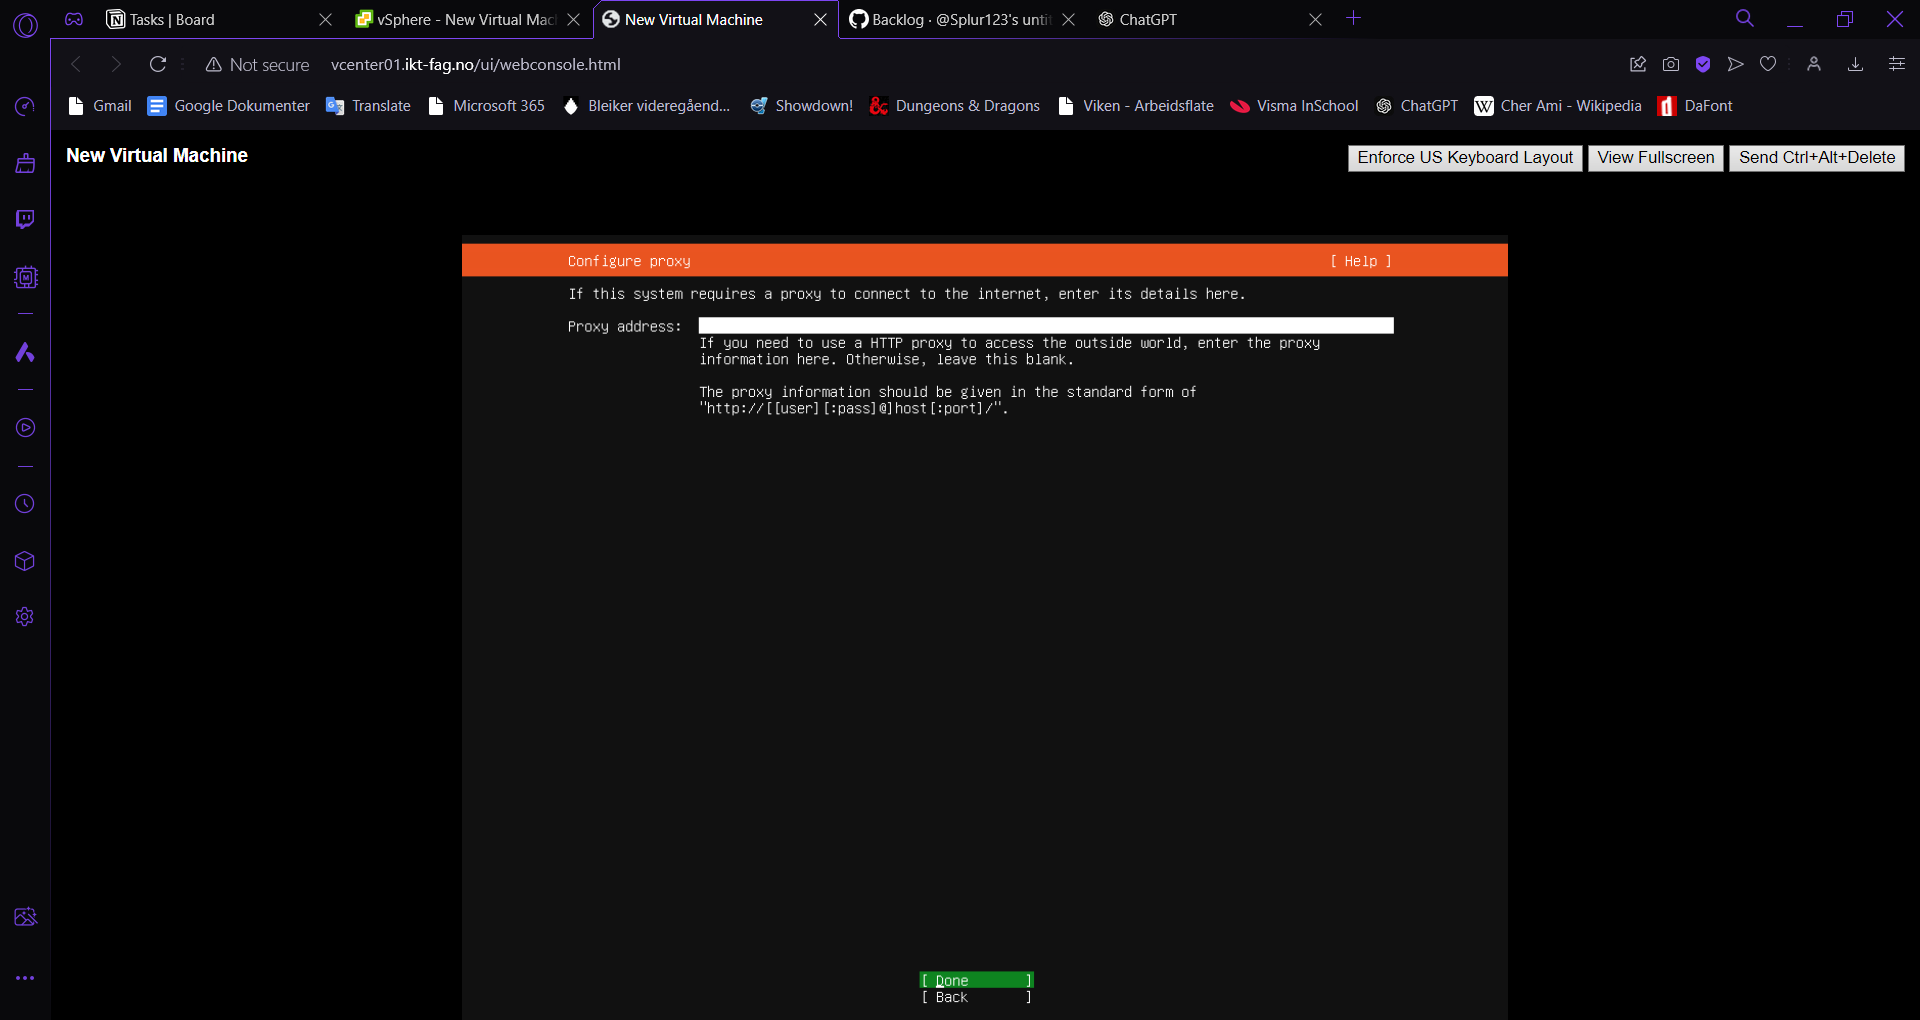 Tasks | Board
vSphere - New Virtual Mac
New Virtual Machine
Backlog · @Splur123's unti
ChatGPT
Not secure
vcenter01.ikt-fag.no/ui/webconsole.html
Gmail
Google Dokumenter
Translate
Microsoft 365
Bleiker videregåend...
Showdown!
Dungeons & Dragons
Viken - Arbeidsflate
Visma InSchool
ChatGPT
Cher Ami - Wikipedia
DaFont
New Virtual Machine
Enforce US Keyboard Layout
View Fullscreen
Send Ctrl+Alt+Delete
Configure proxy
[ Help ]
If this system requires a proxy to connect to the internet, enter its details here.
Proxy address:
If you need to use a HTTP proxy to access the outside world, enter the proxy
information here. Otherwise, leave this blank.
The proxy information should be given in the standard form of
"http://[[user][:pass]@]host[:port]/".
[ Done ]
[ Back ]